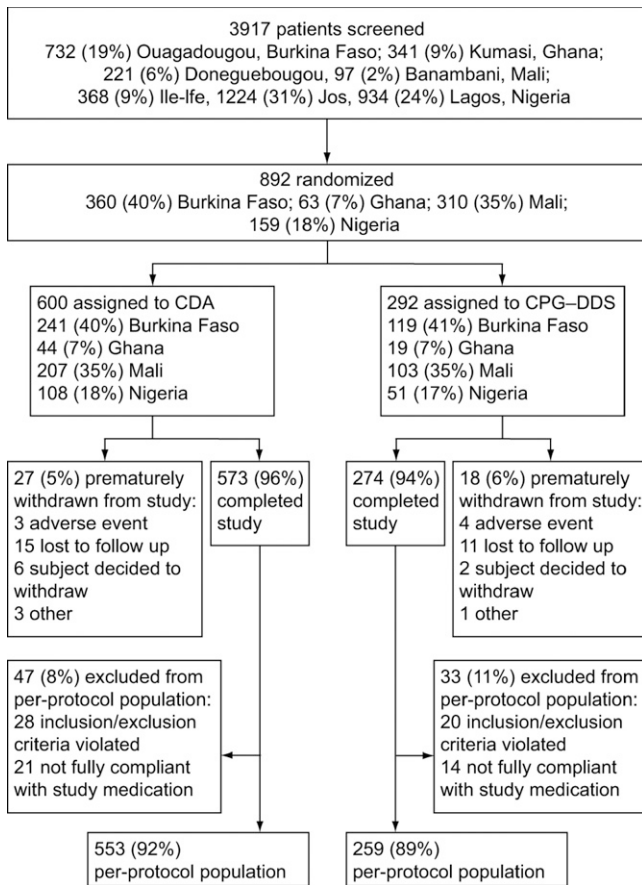 3917 patients screened
732 (19%) Ouagadougou, Burkina Faso; 341 (9%) Kumasi, Ghana;
221 (6%) Doneguebougou, 97 (2%) Banambani, Mali;
368 (9%) Ile-Ife, 1224 (31%) Jos, 934 (24%) Lagos, Nigeria
892 randomized
360 (40%) Burkina Faso; 63 (7%) Ghana; 310 (35%) Mali;
159 (18%) Nigeria
600 assigned to CDA
241 (40%) Burkina Faso
44 (7%) Ghana
207 (35%) Mali
108 (18%) Nigeria
292 assigned to CPG–DDS
119 (41%) Burkina Faso
19 (7%) Ghana
103 (35%) Mali
51 (17%) Nigeria
27 (5%) prematurely
withdrawn from study:
3 adverse event
15 lost to follow up
6 subject decided to
withdraw
3 other
573 (96%)
completed
study
274 (94%)
completed
study
18 (6%) prematurely
withdrawn from study:
4 adverse event
11 lost to follow up
2 subject decided to
withdraw
1 other
47 (8%) excluded from
per-protocol population:
28 inclusion/exclusion
criteria violated
21 not fully compliant
with study medication
33 (11%) excluded from
per-protocol population:
20 inclusion/exclusion
criteria violated
14 not fully compliant
with study medication
553 (92%)
per-protocol population
259 (89%)
per-protocol population